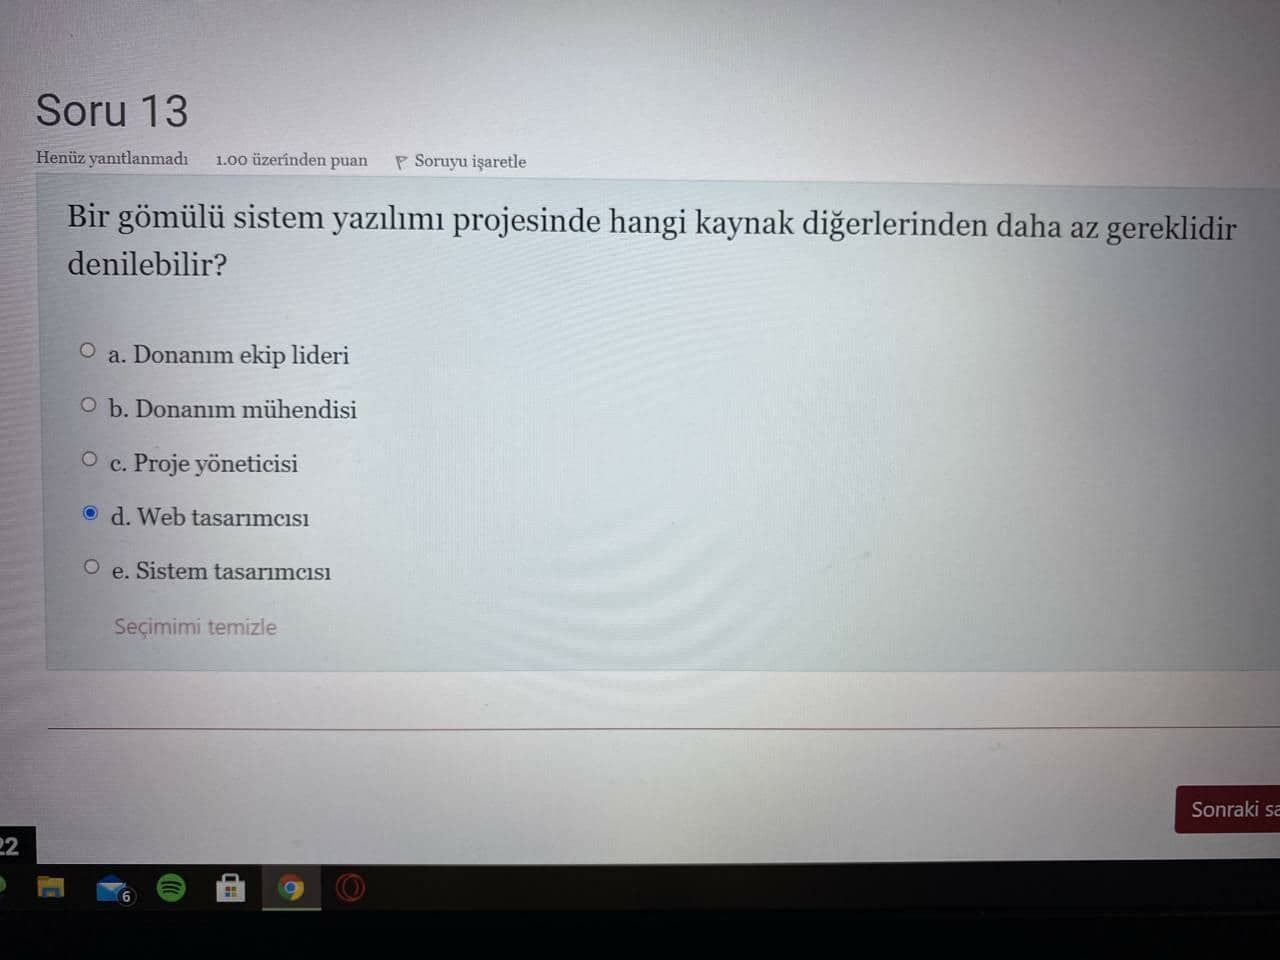 Soru 13
Henüz yanıtlanmadı 1.00 üzerinden puan Soruyu işaretle
Bir gömülü sistem yazılımı projesinde hangi kaynak diğerlerinden daha az gereklidir
denilebilir?
a. Donanım ekip lideri
b. Donanım mühendisi
c. Proje yöneticisi
d. Web tasarımcısı
e. Sistem tasarımcısı
Seçimimi temizle
Sonraki
22
6